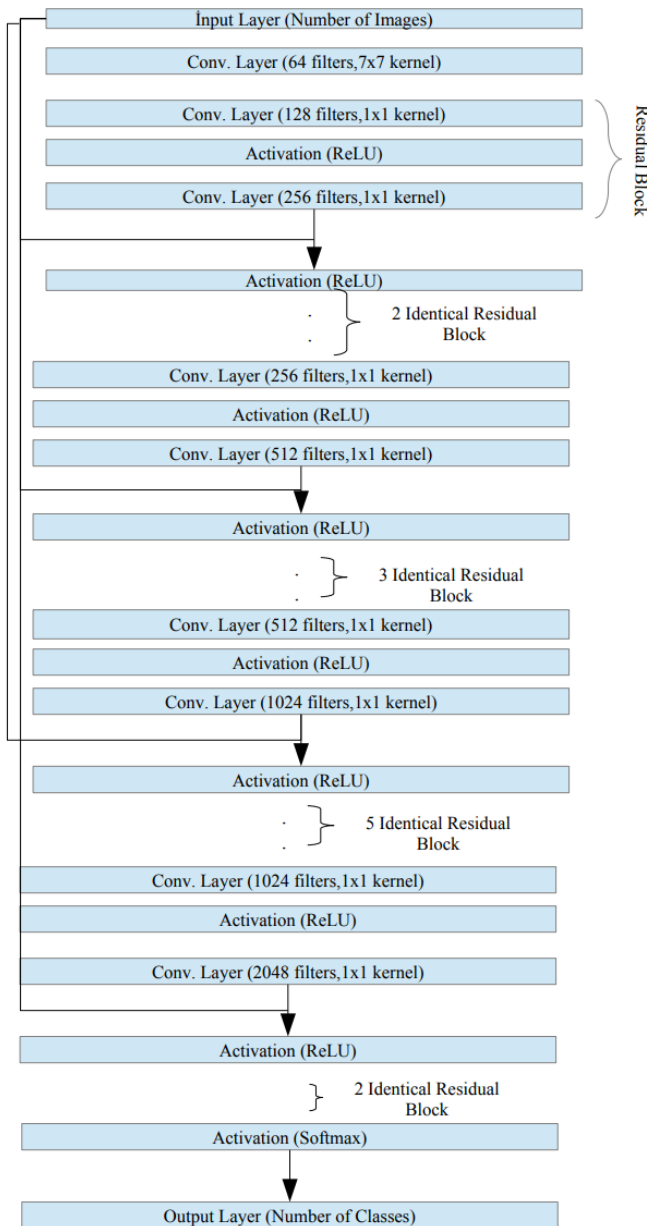 İnput Layer (Number of Images)
Conv. Layer (64 filters,7x7 kernel)
Conv. Layer (128 filters,1x1 kernel)
Activation (ReLU)
Conv. Layer (256 filters,1x1 kernel)
Residual
Block
Activation (ReLU)
2 Identical Residual
Block
Conv. Layer (256 filters,1x1 kernel)
Activation (ReLU)
Conv. Layer (512 filters,1x1 kernel)
Activation (ReLU)
3 Identical Residual
Block
Conv. Layer (512 filters,1x1 kernel)
Activation (ReLU)
Conv. Layer (1024 filters,1x1 kernel)
Activation (ReLU)
5 Identical Residual
Block
Conv. Layer (1024 filters,1x1 kernel)
Activation (ReLU)
Conv. Layer (2048 filters,1x1 kernel)
Activation (ReLU)
2 Identical Residual
Block
Activation (Softmax)
Output Layer (Number of Classes)